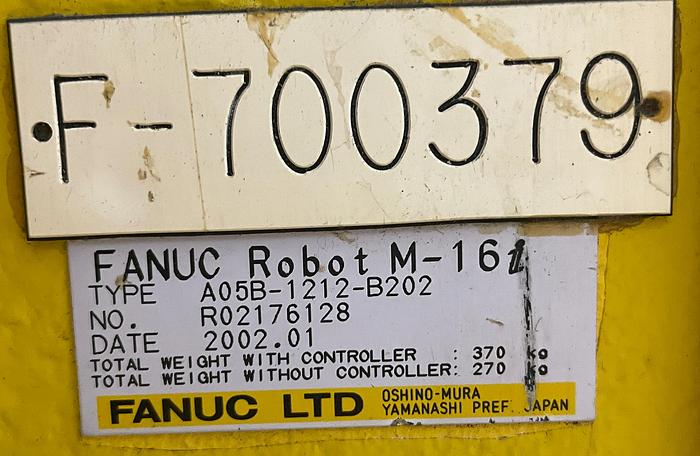 F-700379
FANUC Robot M-16i
TYPE A05B-1212-B202
NO. R02176128
DATE 2002.01
TOTAL WEIGHT WITH CONTROLLER : 370 kg
TOTAL WEIGHT WITHOUT CONTROLLER: 270 kg
FANUC LTD
OSHINO-MURA
YAMANASHI PREF. JAPAN